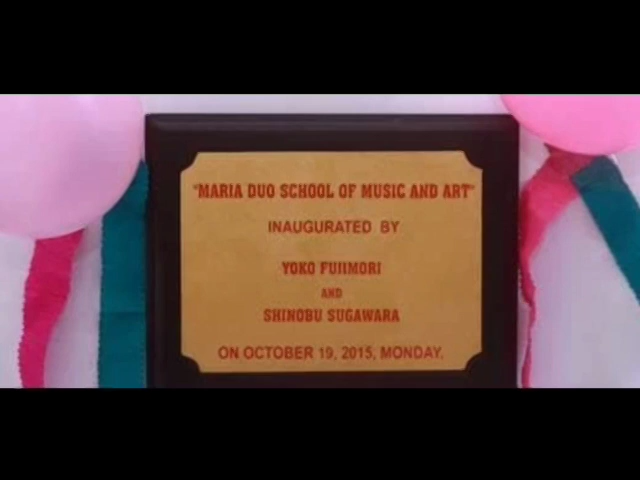 "MARIA DUO SCHOOL OF MUSIC AND ART"
INAUGURATED BY
YOKO FUJIMORI
AND
SHINOBU SUGAWARA
ON OCTOBER 19, 2015, MONDAY.